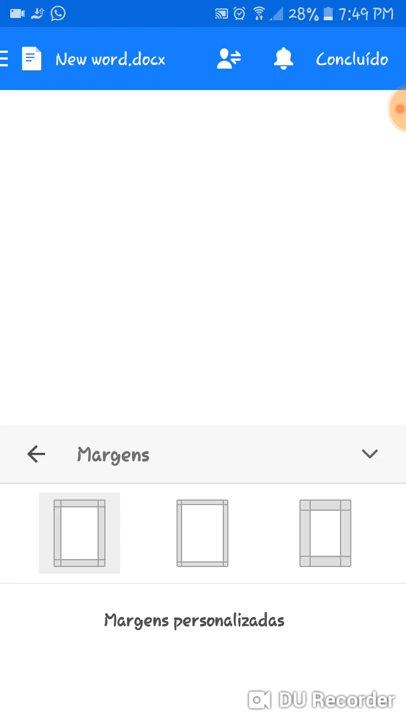 28% 7:49 PM
New word.docx Concluído
Margens
Margens personalizadas
DU Recorder